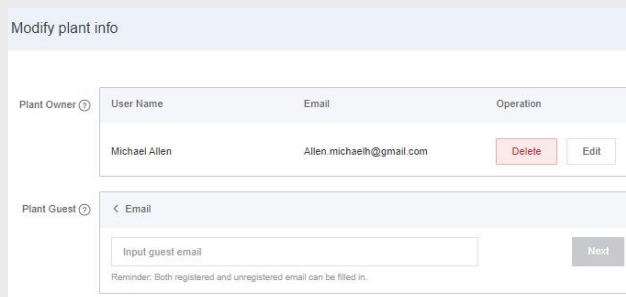 Modify plant info
Plant Owner ?
User Name Email Operation
Michael Allen Allen.michaelh@gmail.com Delete Edit
Plant Guest ?
< Email
Input guest email Next
Reminder: Both registered and unregistered email can be filled in.